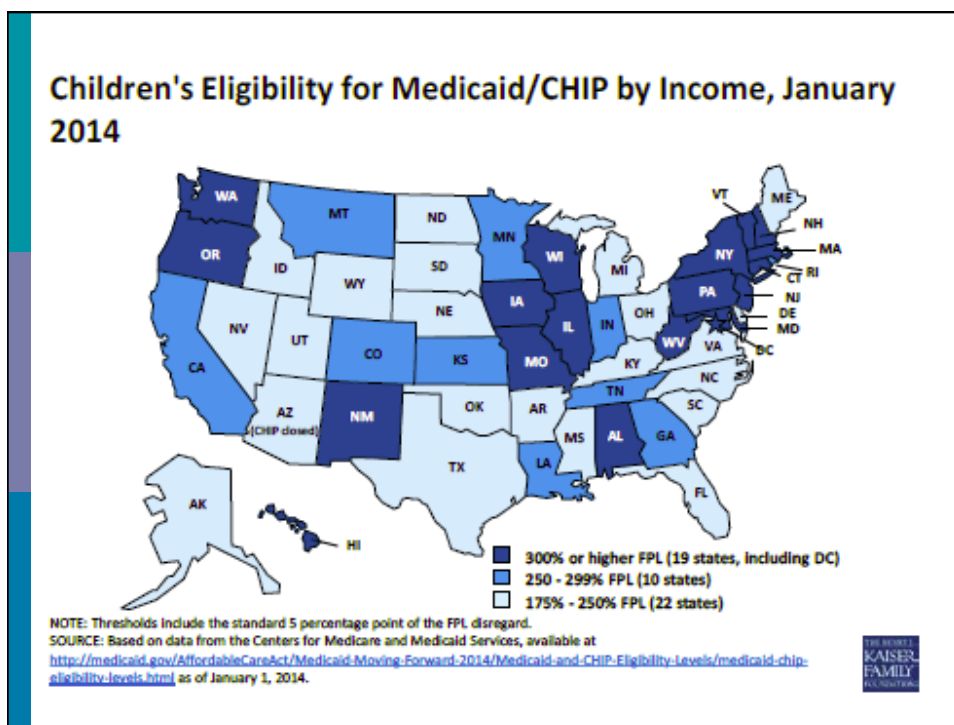 Children's Eligibility for Medicaid/CHIP by Income, January
2014
WA
MT
ND
MN
VT
ME
NH
OR
ID
SD
WI
MI
NY
MA
RI
CT
WY
IA
PA
NJ
NE
OH
DE
NV
IL
IN
MD
UT
WV
VA
DC
CO
KS
MO
KY
CA
NC
TN
AZ
(CHIP closed)
NM
OK
AR
SC
MS
AL
GA
TX
LA
FL
AK
HI
300% or higher FPL (19 states, including DC)
250 - 299% FPL (10 states)
175% - 250% FPL (22 states)
NOTE: Thresholds include the standard 5 percentage point of the FPL disregard.
SOURCE: Based on data from the Centers for Medicare and Medicaid Services, available at
http://medicaid.gov/AffordableCareAct/Medicaid-Moving-Forward-2014/Medicaid-and-CHIP-Eligibility-Levels/medicaid-chip-
eligibility-levels.html as of January 1, 2014.
THE HENRY J.
KAISER
FAMILY
FOUNDATION